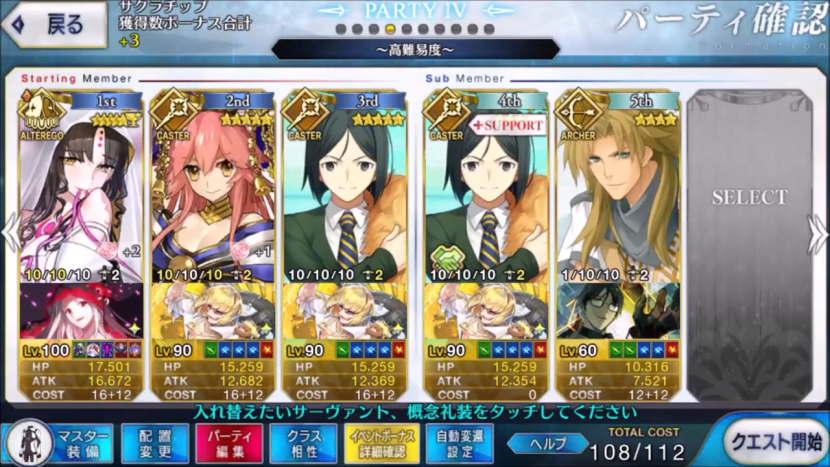 戻る
サクラチップ
獲得数ボーナス合計
+3
PARTY IV
～高難易度～
パーティ確認
Formation
Starting Member
Sub Member
1st
ALTEREGO
+2
10/10/10 2
Lv.100
HP 17,501
ATK 16,672
COST 16+12
2nd
CASTER
+1
10/10/10 2
Lv.90
HP 15,259
ATK 12,682
COST 16+12
3rd
CASTER
10/10/10 2
Lv.90
HP 15,259
ATK 12,369
COST 16+12
4th
CASTER
+SUPPORT
10/10/10 2
Lv.90
HP 15,259
ATK 12,354
COST 0
5th
ARCHER
1/10/10 2
Lv.60
HP 10,316
ATK 7,521
COST 12+12
SELECT
入れ替えたいサーヴァント、概念礼装をタッチしてください
マスター
装備
配置
変更
パーティ
編集
クラス
相性
イベントボーナス
詳細確認
自動変還
設定
ヘルプ
TOTAL COST
108/112
クエスト開始